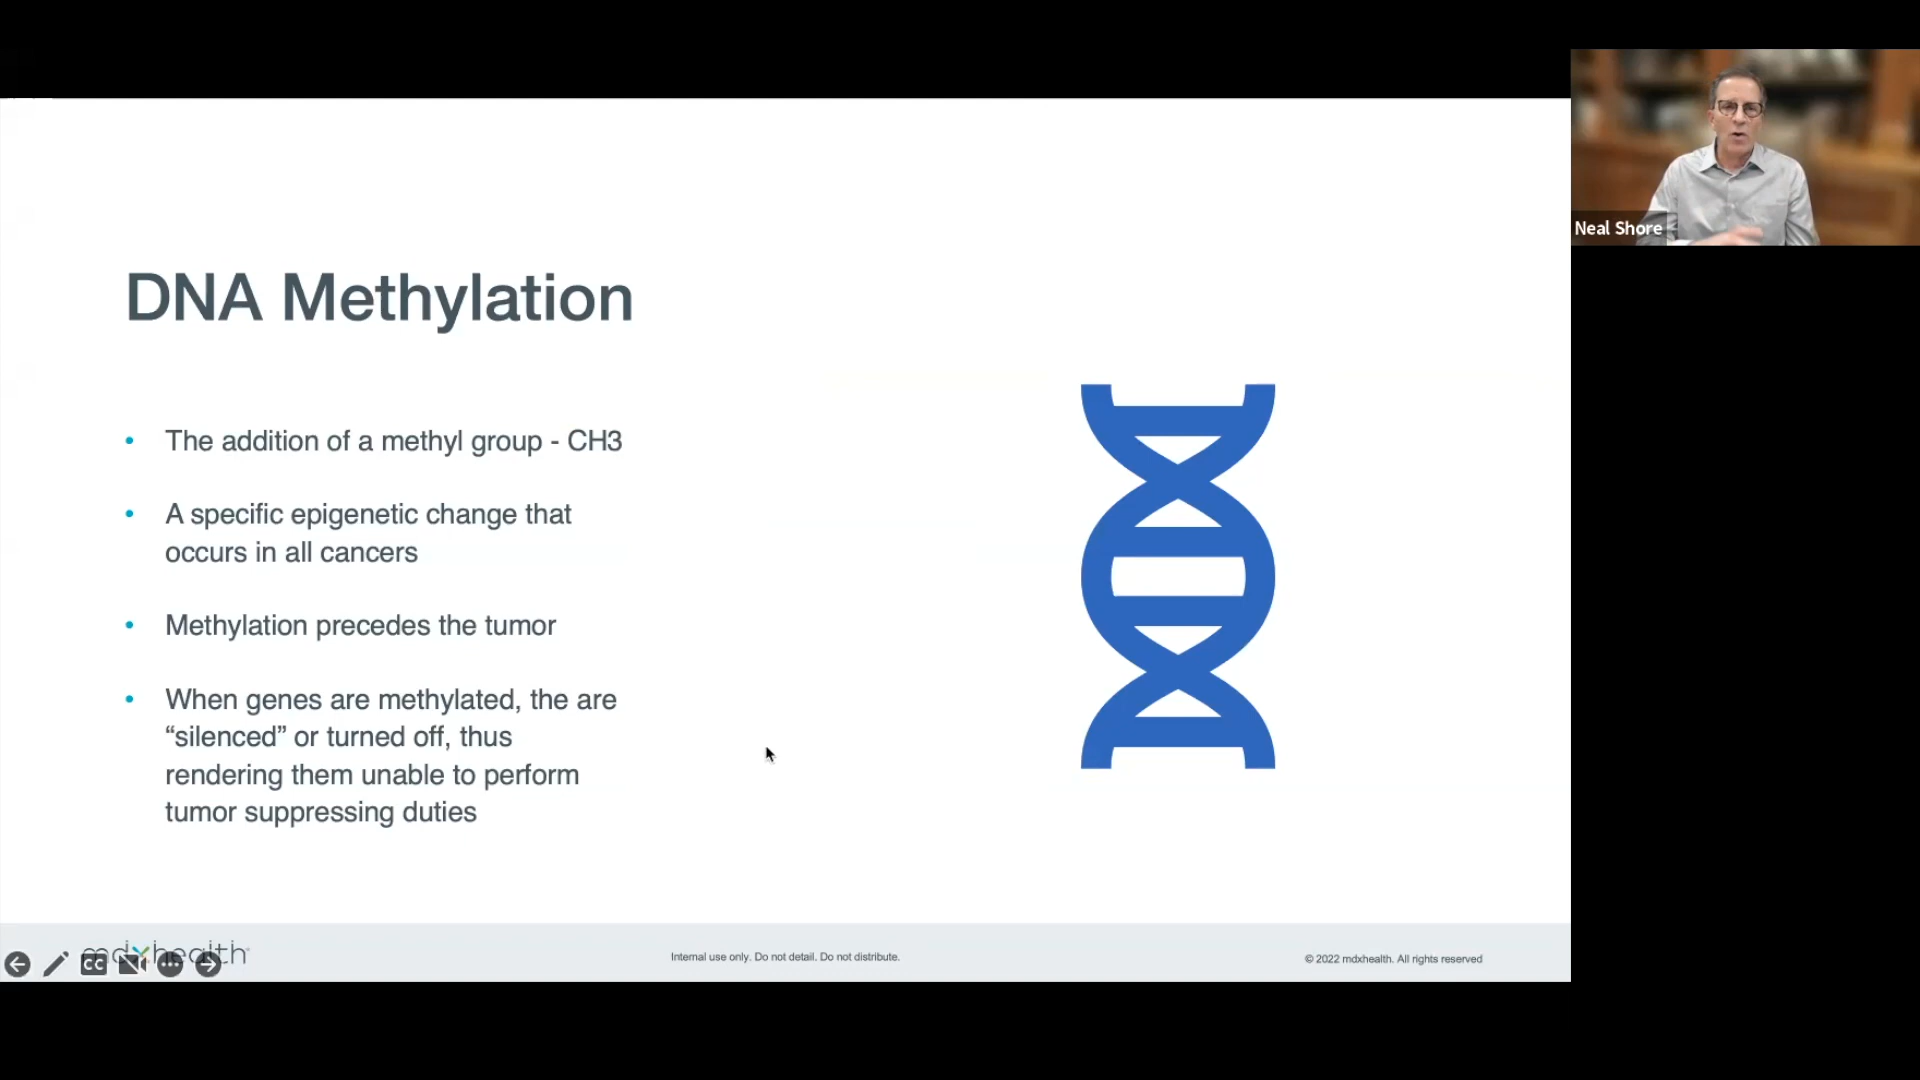 Neal Shore
DNA Methylation
• The addition of a methyl group - CH3
• A specific epigenetic change that
occurs in all cancers
• Methylation precedes the tumor
• When genes are methylated, the are
“silenced” or turned off, thus
rendering them unable to perform
tumor suppressing duties
mdxhealth
CC
Internal use only. Do not detail. Do not distribute.
© 2022 mdxhealth. All rights reserved